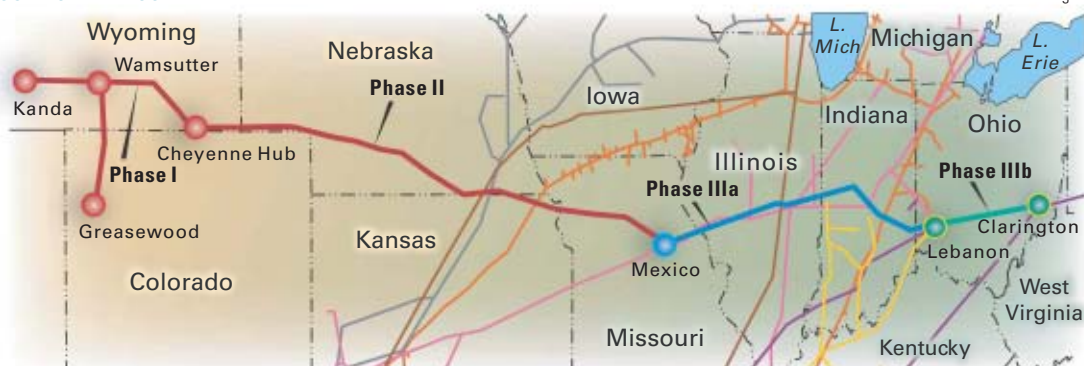 Wyoming
Wamsutter
Kanda
Cheyenne Hub
Phase I
Greasewood
Colorado
Nebraska
Phase II
Kansas
Iowa
Illinois
Phase IIIa
Mexico
Missouri
L.
Mich
Michigan
L.
Erie
Indiana
Ohio
Phase IIIb
Clarington
Lebanon
West
Virginia
Kentucky